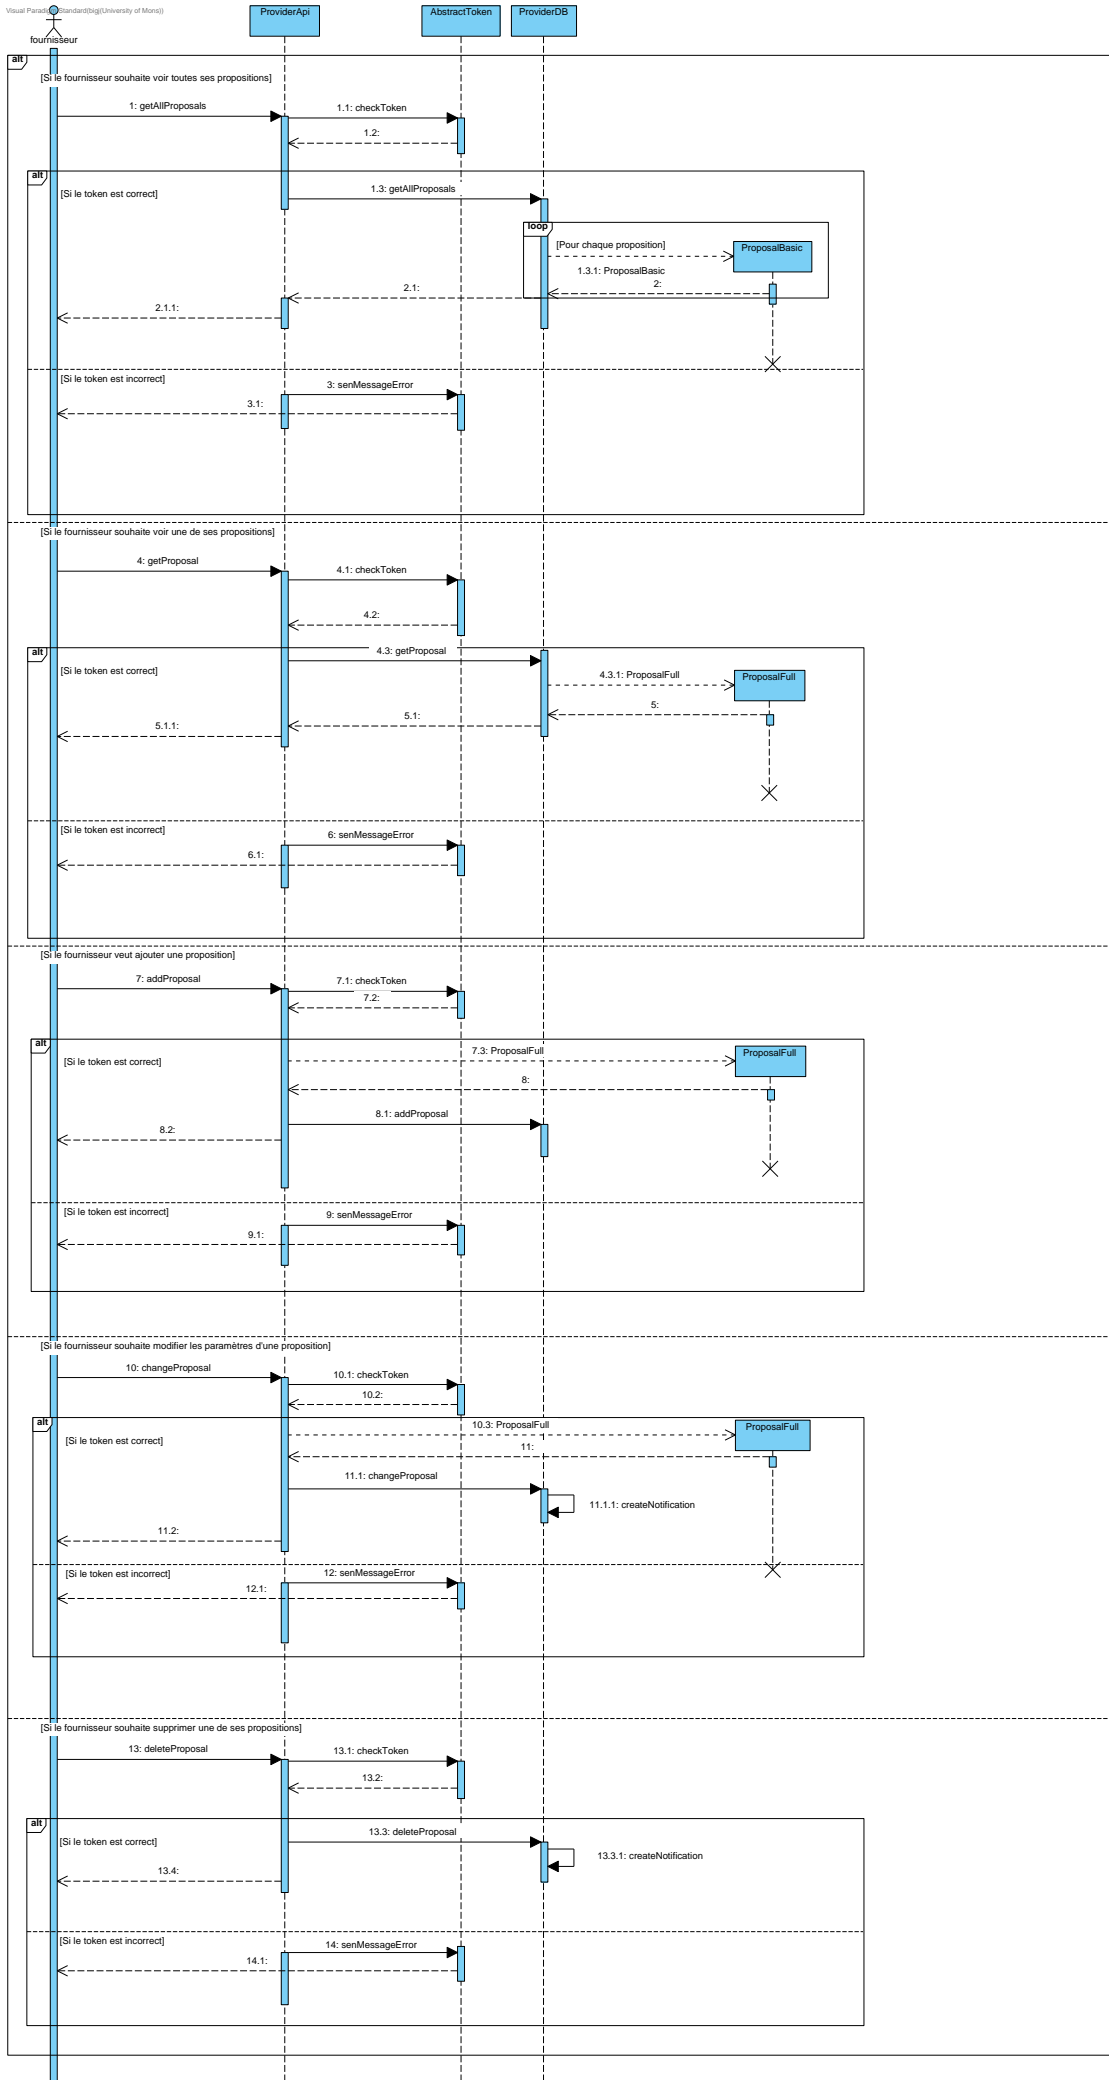 Visual Paradigm Standard(bigj(University of Mons))
fournisseur
ProviderApi
AbstractToken
ProviderDB
alt
[Si le fournisseur souhaite voir toutes ses propositions]
1: getAllProposals
1.1: checkToken
1.2:
alt
[Si le token est correct]
1.3: getAllProposals
loop
[Pour chaque proposition]
ProposalBasic
1.3.1: ProposalBasic
2:
2.1:
2.1.1:
[Si le token est incorrect]
3: senMessageError
3.1:
[Si le fournisseur souhaite voir une de ses propositions]
4: getProposal
4.1: checkToken
4.2:
alt
4.3: getProposal
[Si le token est correct]
4.3.1: ProposalFull
ProposalFull
5:
5.1:
5.1.1:
[Si le token est incorrect]
6: senMessageError
6.1:
[Si le fournisseur veut ajouter une proposition]
7: addProposal
7.1: checkToken
7.2:
alt
7.3: ProposalFull
ProposalFull
[Si le token est correct]
8:
8.1: addProposal
8.2:
[Si le token est incorrect]
9: senMessageError
9.1:
[Si le fournisseur souhaite modifier les paramètres d'une proposition]
10: changeProposal
10.1: checkToken
10.2:
alt
10.3: ProposalFull
ProposalFull
[Si le token est correct]
11:
11.1: changeProposal
11.1.1: createNotification
11.2:
[Si le token est incorrect]
12: senMessageError
12.1:
[Si le fournisseur souhaite supprimer une de ses propositions]
13: deleteProposal
13.1: checkToken
13.2:
alt
13.3: deleteProposal
[Si le token est correct]
13.3.1: createNotification
13.4:
[Si le token est incorrect]
14: senMessageError
14.1: